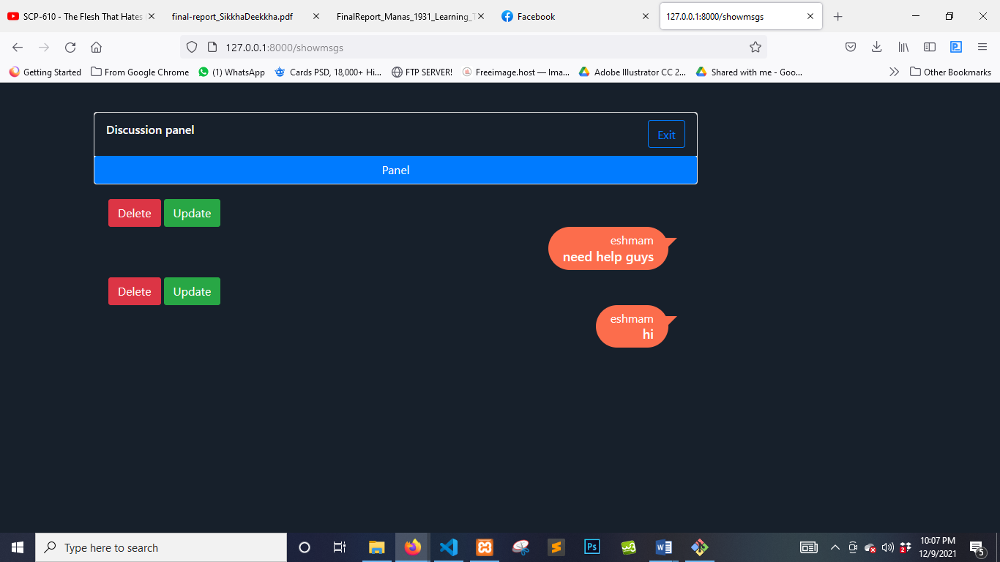 SCP-610 - The Flesh That Hates
final-report_SikkhaDeekkha.pdf
FinalReport_Manas_1931_Learning_
Facebook
127.0.0.1:8000/showmsgs
127.0.0.1:8000/showmsgs
Getting Started
From Google Chrome
(1) WhatsApp
Cards PSD, 18,000+ Hi...
FTP SERVER!
Freeimage.host — Ima...
Adobe Illustrator CC 2...
Shared with me - Goo...
Other Bookmarks
Discussion panel
Exit
Panel
Delete
Update
eshmam
need help guys
Delete
Update
eshmam
hi
Type here to search
10:07 PM
12/9/2021
5